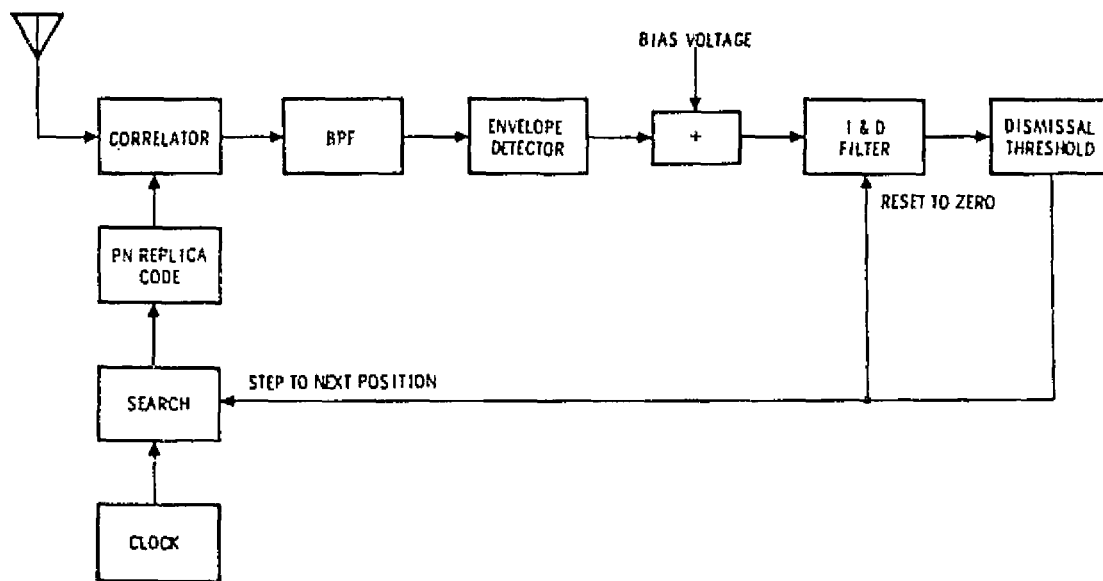 BIAS VOLTAGE
CORRELATOR
BPF
ENVELOPE
DETECTOR
+
I & D
FILTER
DISMISSAL
THRESHOLD
RESET TO ZERO
PN REPLICA
CODE
STEP TO NEXT POSITION
SEARCH
CLOCK